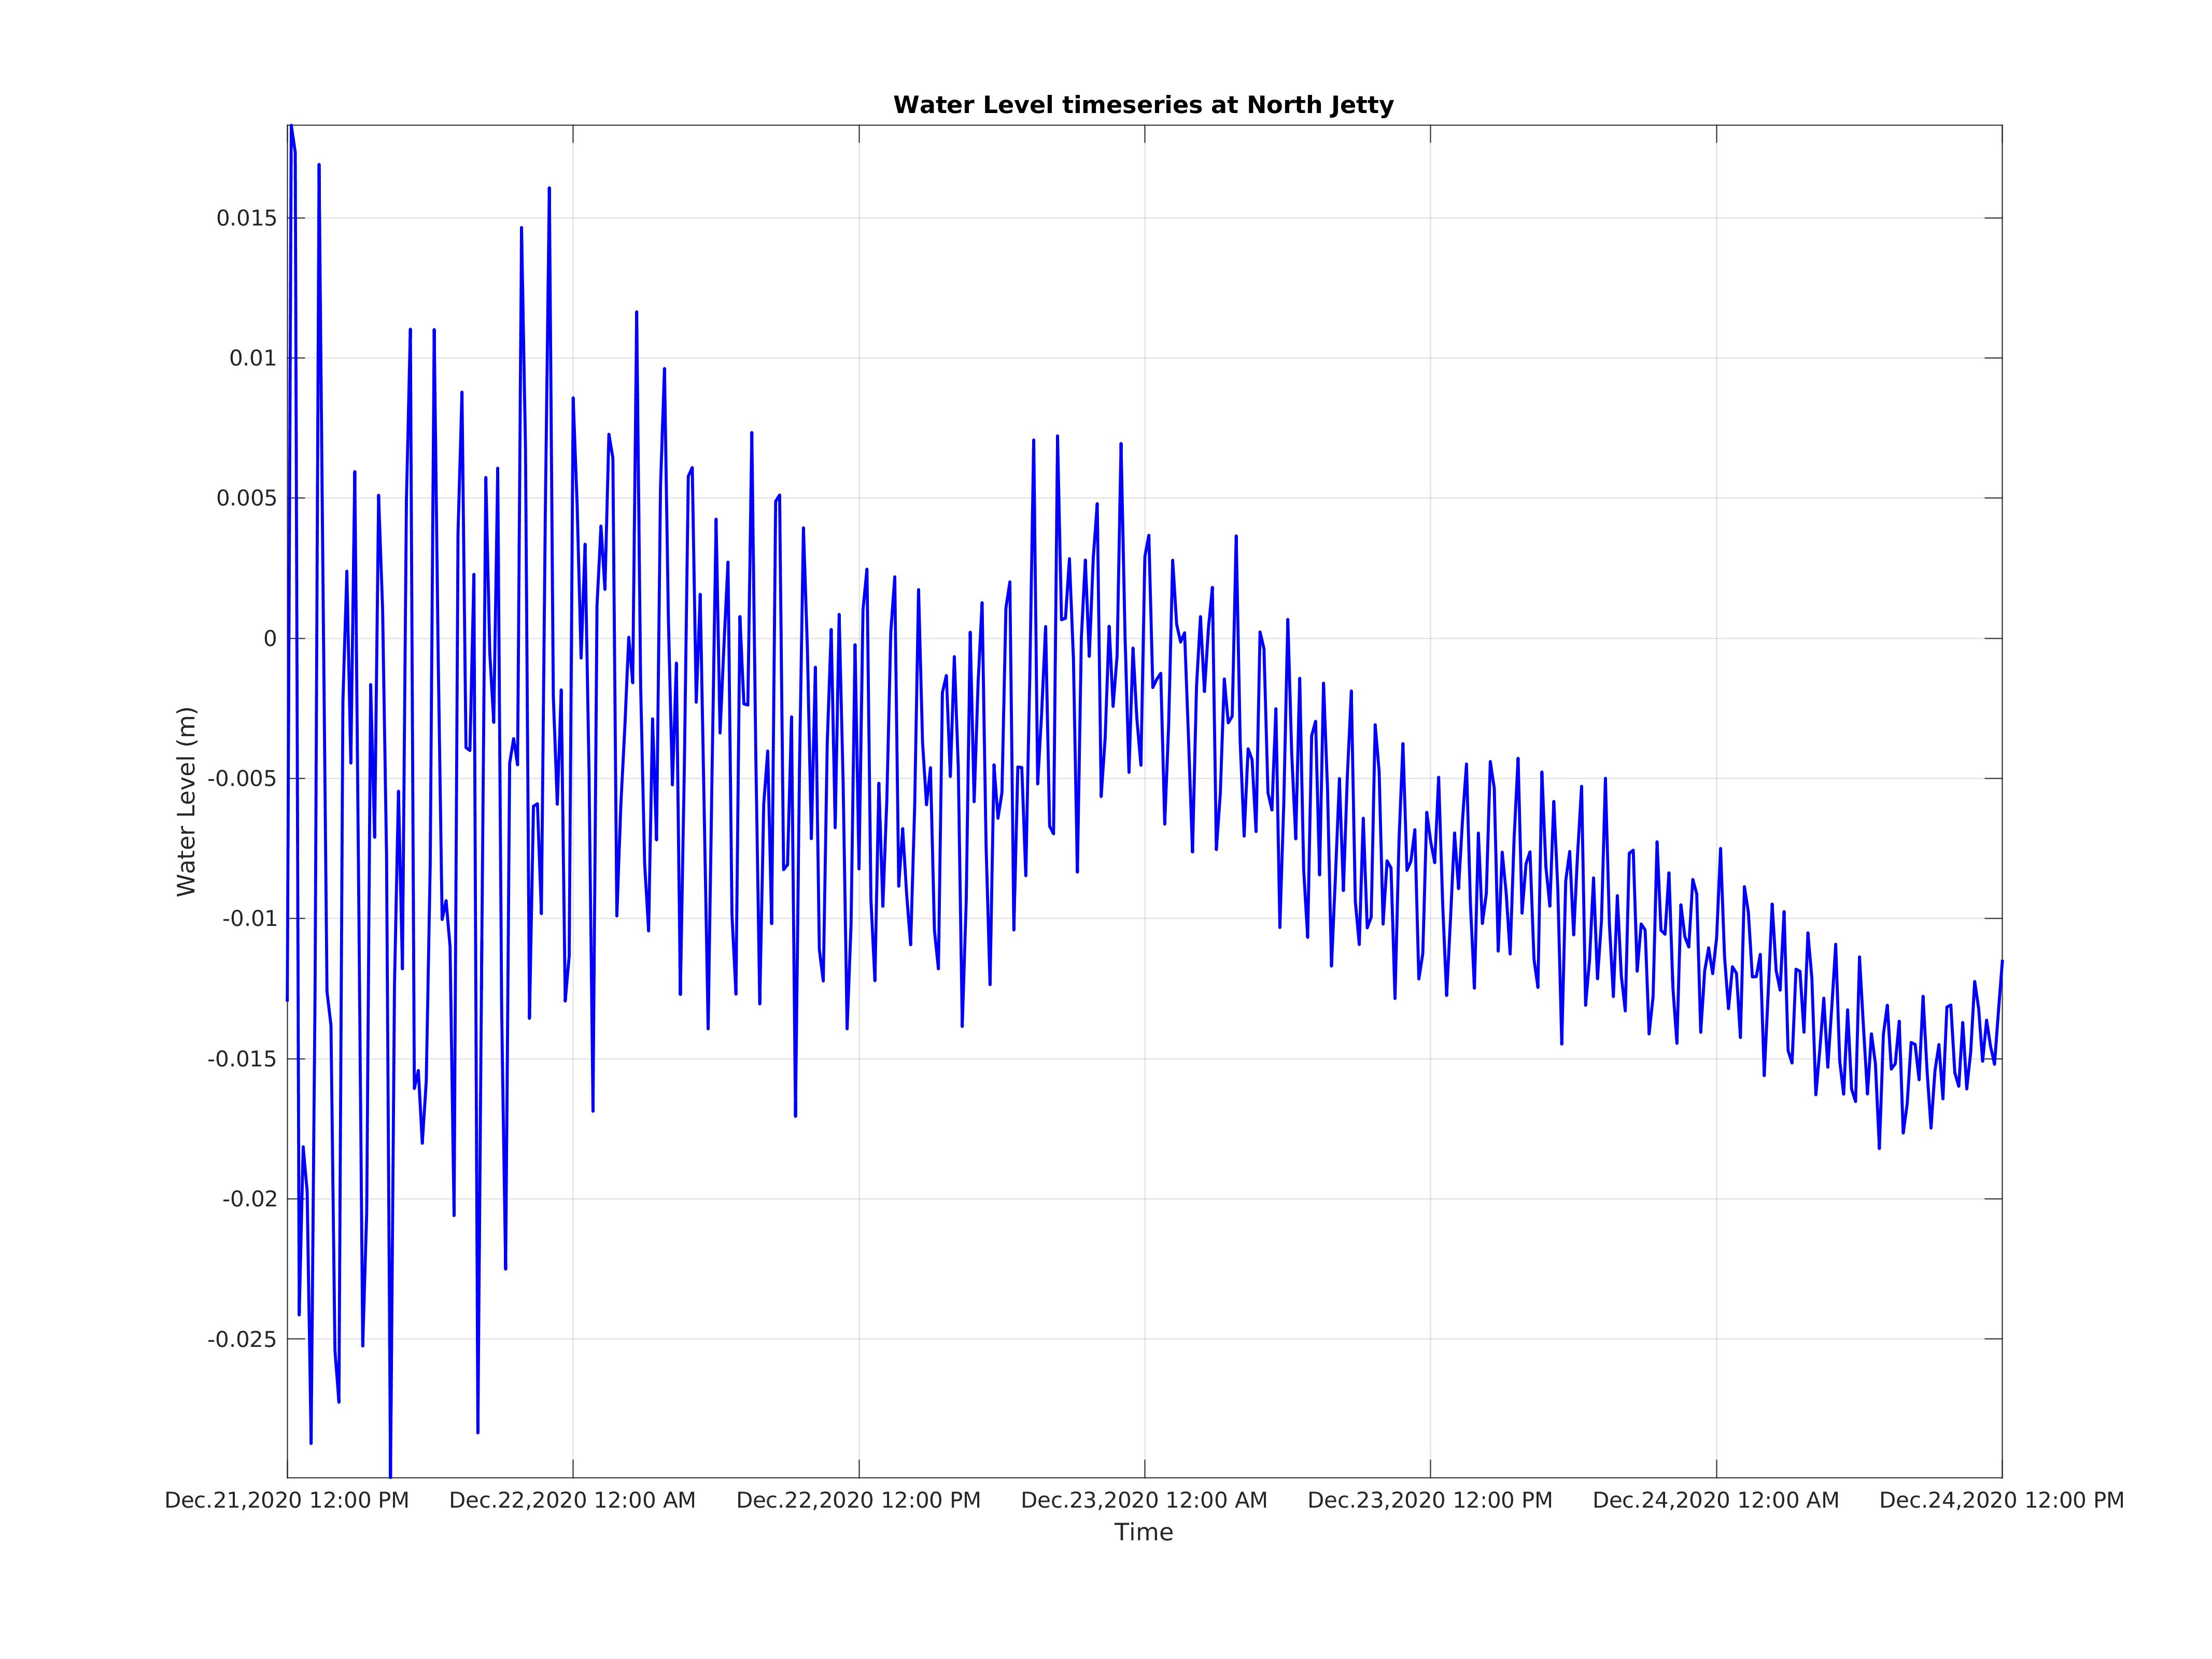 Water Level timeseries at North Jetty
0.015
0.01
0.005
0
-0.005
-0.01
-0.015
-0.02
-0.025
Water Level (m)
Dec.21,2020 12:00 PM Dec.22,2020 12:00 AM Dec.22,2020 12:00 PM Dec.23,2020 12:00 AM Dec.23,2020 12:00 PM Dec.24,2020 12:00 AM Dec.24,2020 12:00 PM
Time